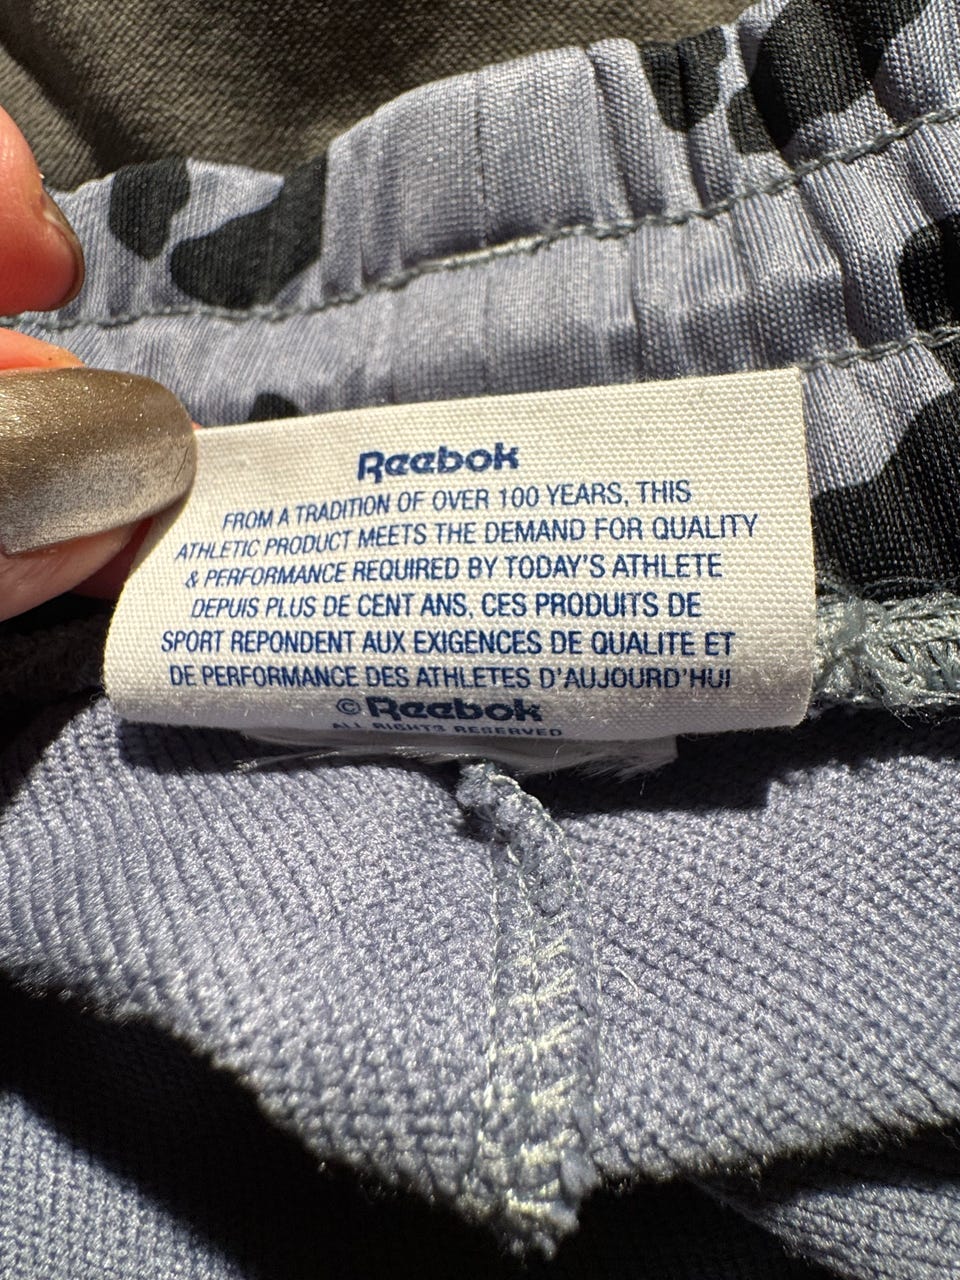 Reebok
FROM A TRADITION OF OVER 100 YEARS, THIS
ATHLETIC PRODUCT MEETS THE DEMAND FOR QUALITY
& PERFORMANCE REQUIRED BY TODAY'S ATHLETE
DEPUIS PLUS DE CENT ANS, CES PRODUITS DE
SPORT REPONDENT AUX EXIGENCES DE QUALITE ET
DE PERFORMANCE DES ATHLETES D'AUJOURD'HUI
© Reebok
ALL RIGHTS RESERVED